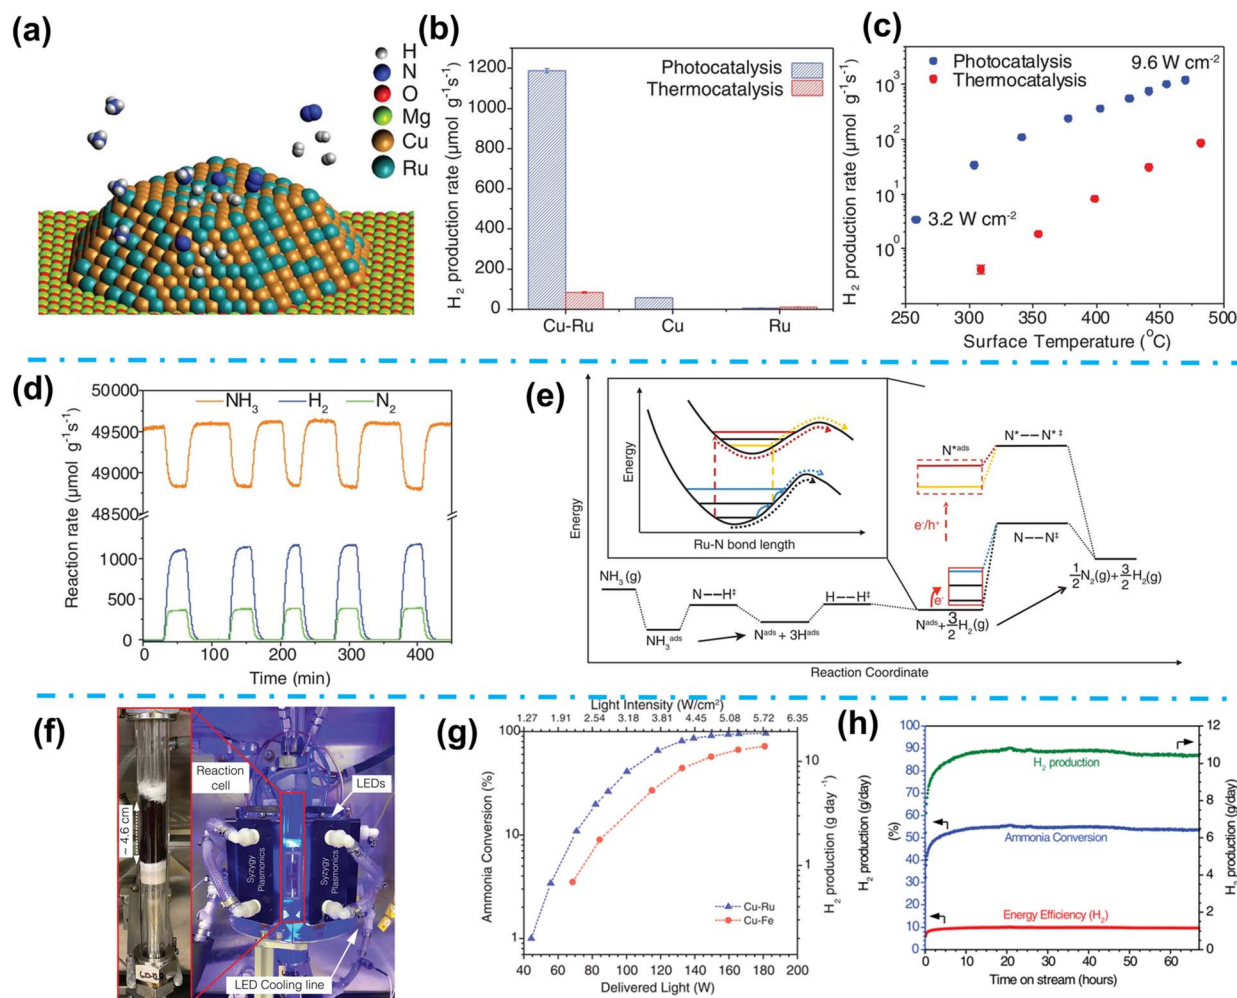 (a)
H
N
O
Mg
Cu
Ru
(b)
H₂ production rate (μmol g⁻¹s⁻¹)
1200
1000
800
600
400
200
0
Photocatalysis
Thermocatalysis
Cu-Ru Cu Ru
(c)
H₂ production rate (μmol g⁻¹s⁻¹)
10³
10²
10¹
10⁰
Photocatalysis 9.6 W cm⁻²
Thermocatalysis
3.2 W cm⁻²
250 300 350 400 450 500
Surface Temperature (°C)
(d)
Reaction rate (μmol g⁻¹s⁻¹)
50000
49500
49000
48500
1000
500
0
NH₃ H₂ N₂
0 100 200 300 400
Time (min)
(e)
Energy
Energy
Ru-N bond length
N*ᵃᵈˢ
N*−−N*‡
e⁻/h⁺
N−−N‡
e⁻
NH₃(g)
N−−H‡
H−−H‡
NH₃ᵃᵈˢ
Nᵃᵈˢ + 3Hᵃᵈˢ
Nᵃᵈˢ+3/2H₂(g)
1/2N₂(g)+3/2H₂(g)
Reaction Coordinate
(f)
~ 4.6 cm
Reaction
cell
LEDs
Syzygy
Plasmonics
Syzygy
Plasmonics
LED Cooling line
(g)
Light Intensity (W/cm²)
1.27 1.91 2.54 3.18 3.81 4.45 5.08 5.72 6.35
Ammonia Conversion (%)
100
10
1
H₂ production (g day⁻¹)
10
1
Cu-Ru
Cu-Fe
40 60 80 100 120 140 160 180 200
Delivered Light (W)
(h)
H₂ production (g/day)
(%)
100
90
80
70
60
50
40
30
20
10
0
H₂ production
Ammonia Conversion
Energy Efficiency (H₂)
12
10
8
6
4
2
0
H₂ production (g/day)
0 10 20 30 40 50 60
Time on stream (hours)